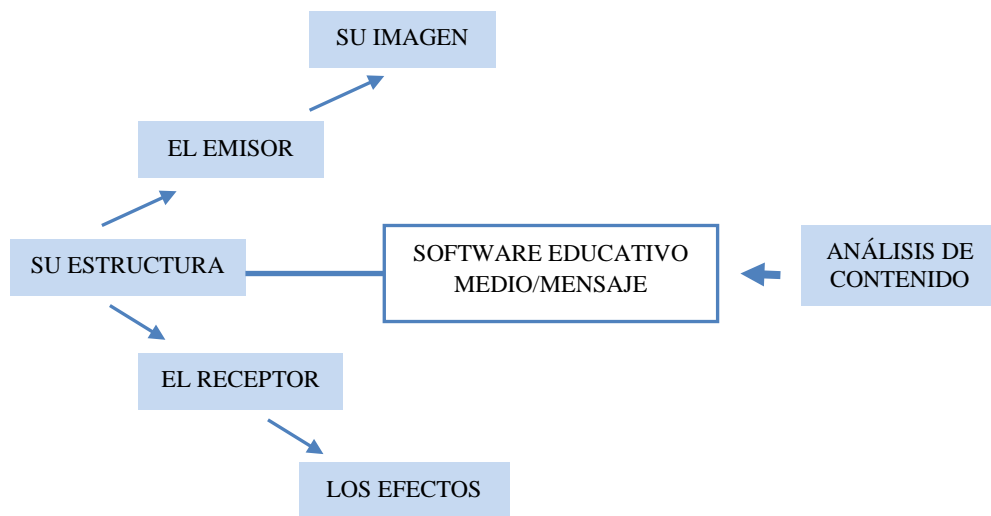 SU IMAGEN
EL EMISOR
SU ESTRUCTURA
SOFTWARE EDUCATIVO
MEDIO/MENSAJE
ANÁLISIS DE
CONTENIDO
EL RECEPTOR
LOS EFECTOS